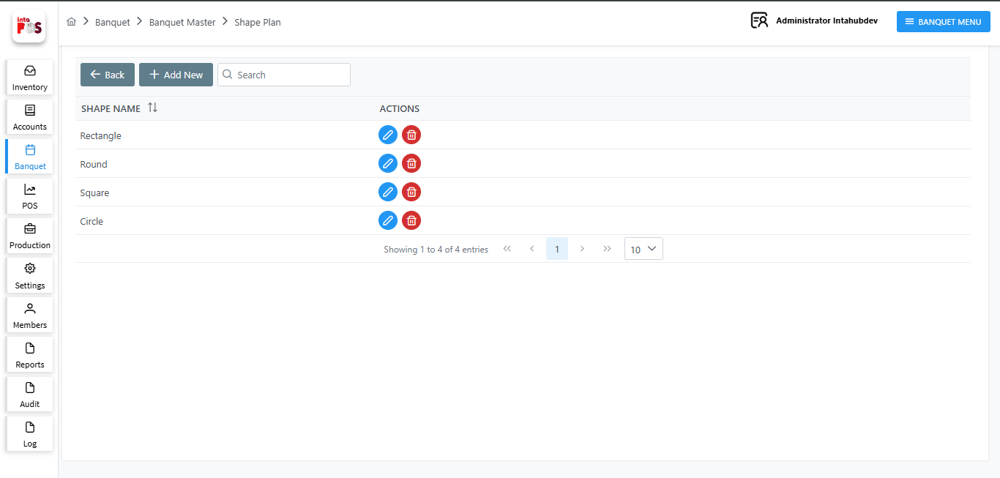 Inta
POS
Banquet
Banquet Master
Shape Plan
Administrator Intahubdev
BANQUET MENU
Inventory
Accounts
Banquet
POS
Production
Settings
Members
Reports
Audit
Log
Back
Add New
Search
SHAPE NAME
ACTIONS
Rectangle
Round
Square
Circle
Showing 1 to 4 of 4 entries
1
10